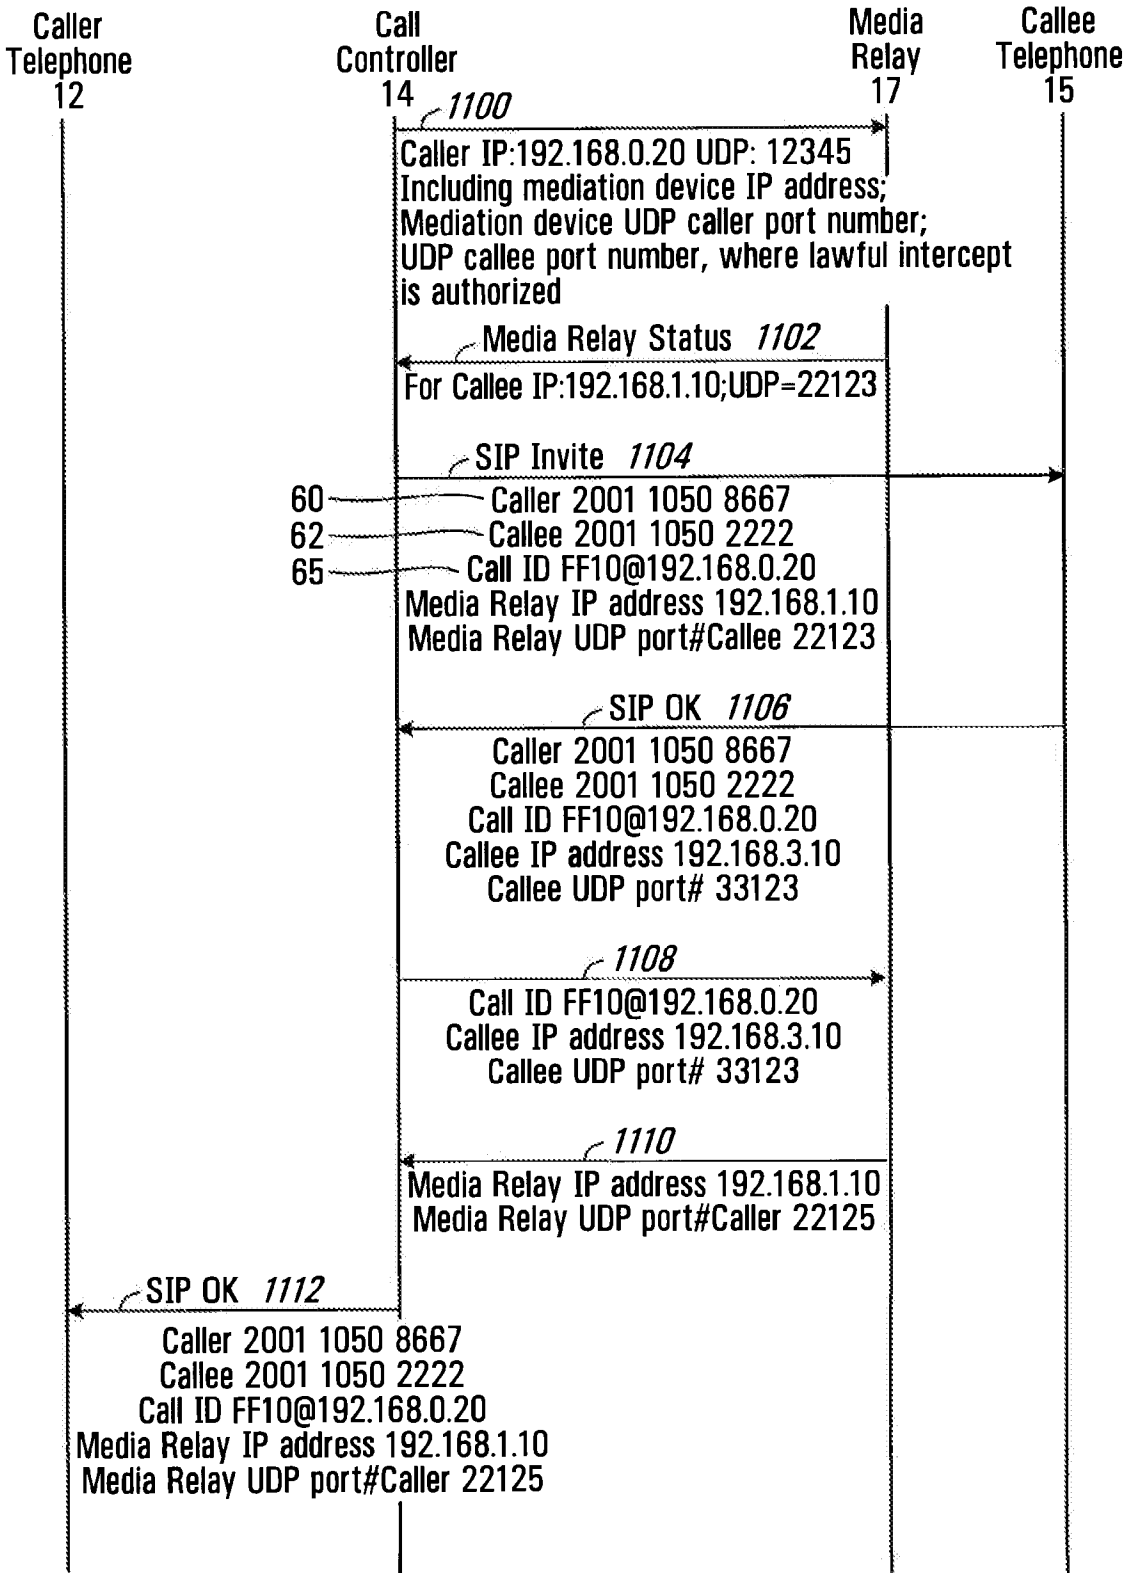 Caller
Telephone
12
Call
Controller
14
Media
Relay
17
Callee
Telephone
15
1100
Caller IP:192.168.0.20 UDP: 12345
Including mediation device IP address;
Mediation device UDP caller port number;
UDP callee port number, where lawful intercept
is authorized
Media Relay Status 1102
For Callee IP:192.168.1.10;UDP=22123
SIP Invite 1104
60 Caller 2001 1050 8667
62 Callee 2001 1050 2222
65 Call ID FF10@192.168.0.20
Media Relay IP address 192.168.1.10
Media Relay UDP port#Callee 22123
SIP OK 1106
Caller 2001 1050 8667
Callee 2001 1050 2222
Call ID FF10@192.168.0.20
Callee IP address 192.168.3.10
Callee UDP port# 33123
1108
Call ID FF10@192.168.0.20
Callee IP address 192.168.3.10
Callee UDP port# 33123
1110
Media Relay IP address 192.168.1.10
Media Relay UDP port#Caller 22125
SIP OK 1112
Caller 2001 1050 8667
Callee 2001 1050 2222
Call ID FF10@192.168.0.20
Media Relay IP address 192.168.1.10
Media Relay UDP port#Caller 22125